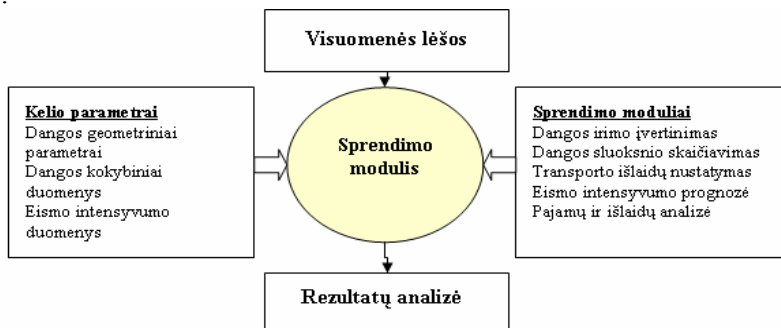 Visuomenės lėšos
Kelio parametrai
Dangos geometriniai
parametrai
Dangos kokybiniai
duomenys
Eismo intensyvumo
duomenys
Sprendimo
modulis
Sprendimo moduliai
Dangos irimo įvertinimas
Dangos sluoksnio skaičiavimas
Transporto išlaidų nustatymas
Eismo intensyvumo prognozė
Pajamų ir išlaidų analizė
Rezultatų analizė